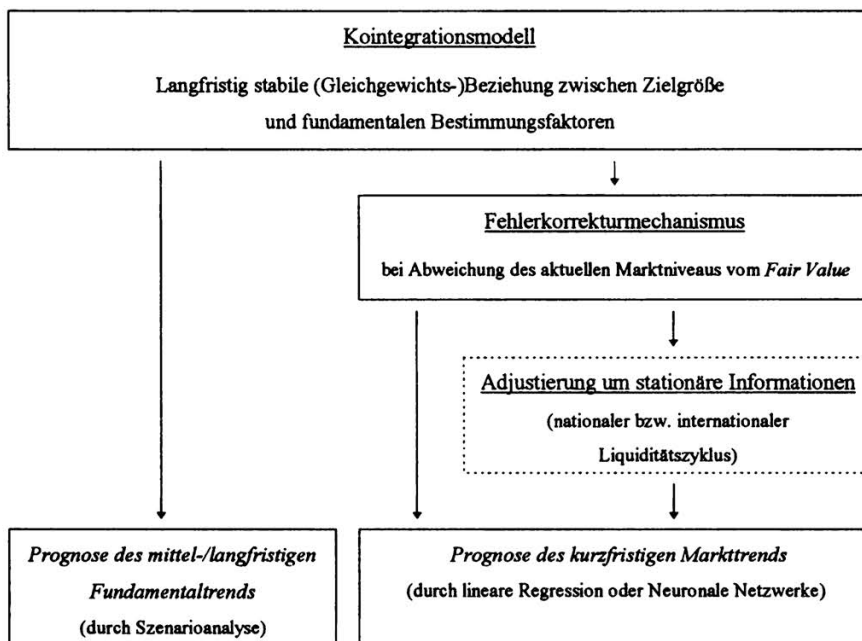 Kointegrationsmodell
Langfristig stabile (Gleichgewichts-)Beziehung zwischen Zielgröße
und fundamentalen Bestimmungsfaktoren
Fehlerkorrekturmechanismus
bei Abweichung des aktuellen Marktniveaus vom Fair Value
Adjustierung um stationäre Informationen
(nationaler bzw. internationaler
Liquiditätszyklus)
Prognose des mittel-/langfristigen
Fundamentaltrends
(durch Szenarioanalyse)
Prognose des kurzfristigen Markttrends
(durch lineare Regression oder Neuronale Netzwerke)